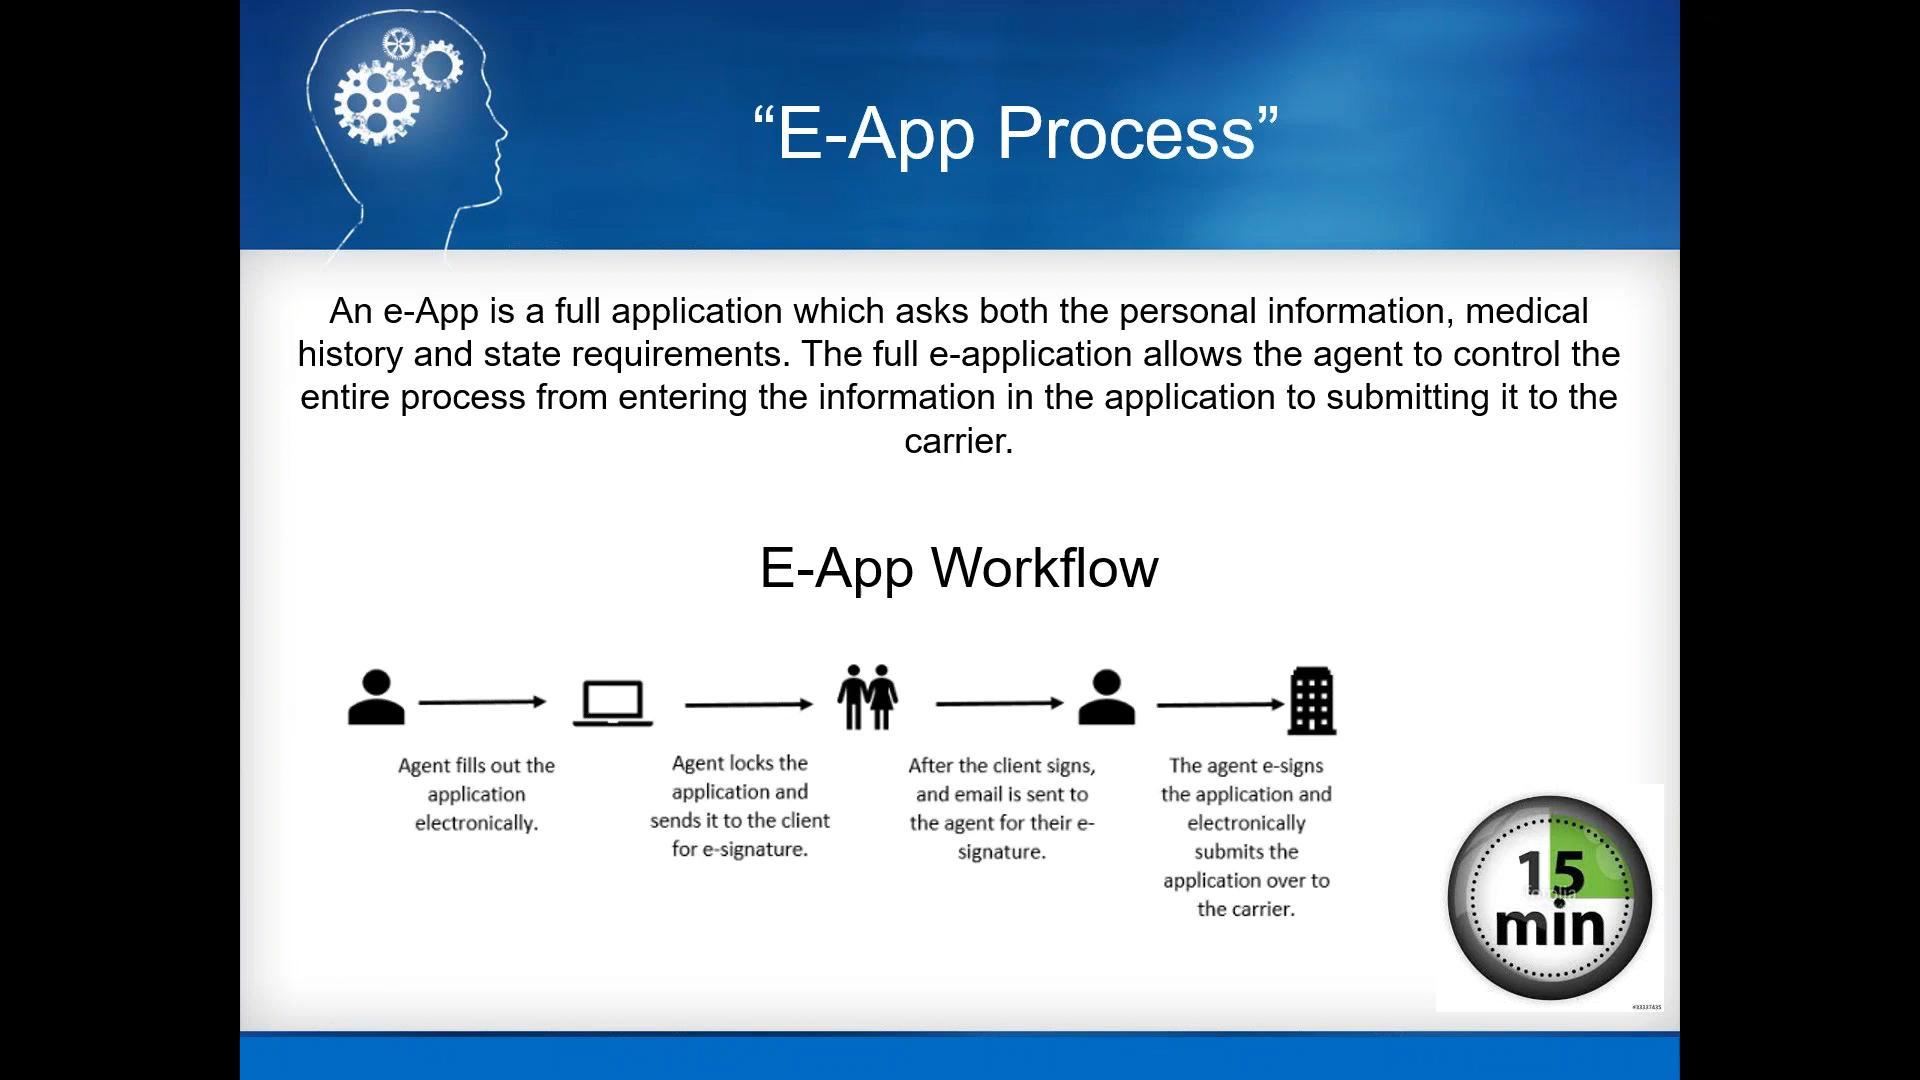 “E-App Process”
An e-App is a full application which asks both the personal information, medical
history and state requirements. The full e-application allows the agent to control the
entire process from entering the information in the application to submitting it to the
carrier.
E-App Workflow
Agent fills out the
application
electronically.
Agent locks the
application and
sends it to the client
for e-signature.
After the client signs,
and email is sent to
the agent for their e-
signature.
The agent e-signs
the application and
electronically
submits the
application over to
the carrier.
15
min